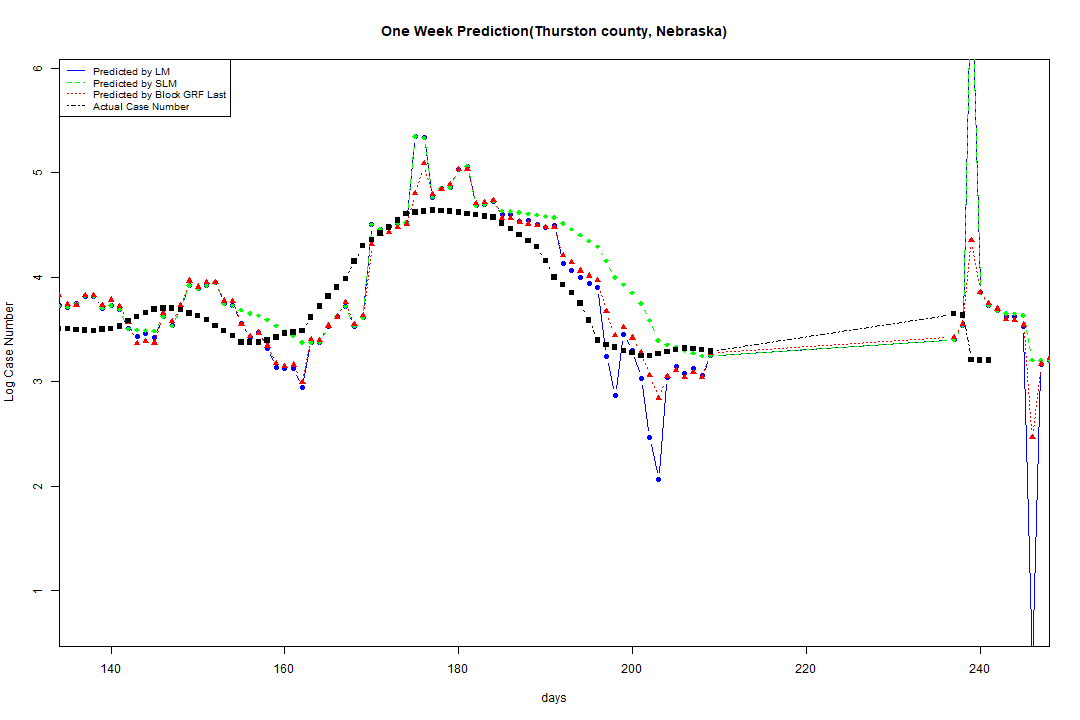 One Week Prediction(Thurston county, Nebraska)
Predicted by LM
Predicted by SLM
Predicted by Block GRF Last
Actual Case Number
Log Case Number
6
5
4
3
2
1
140 160 180 200 220 240
days